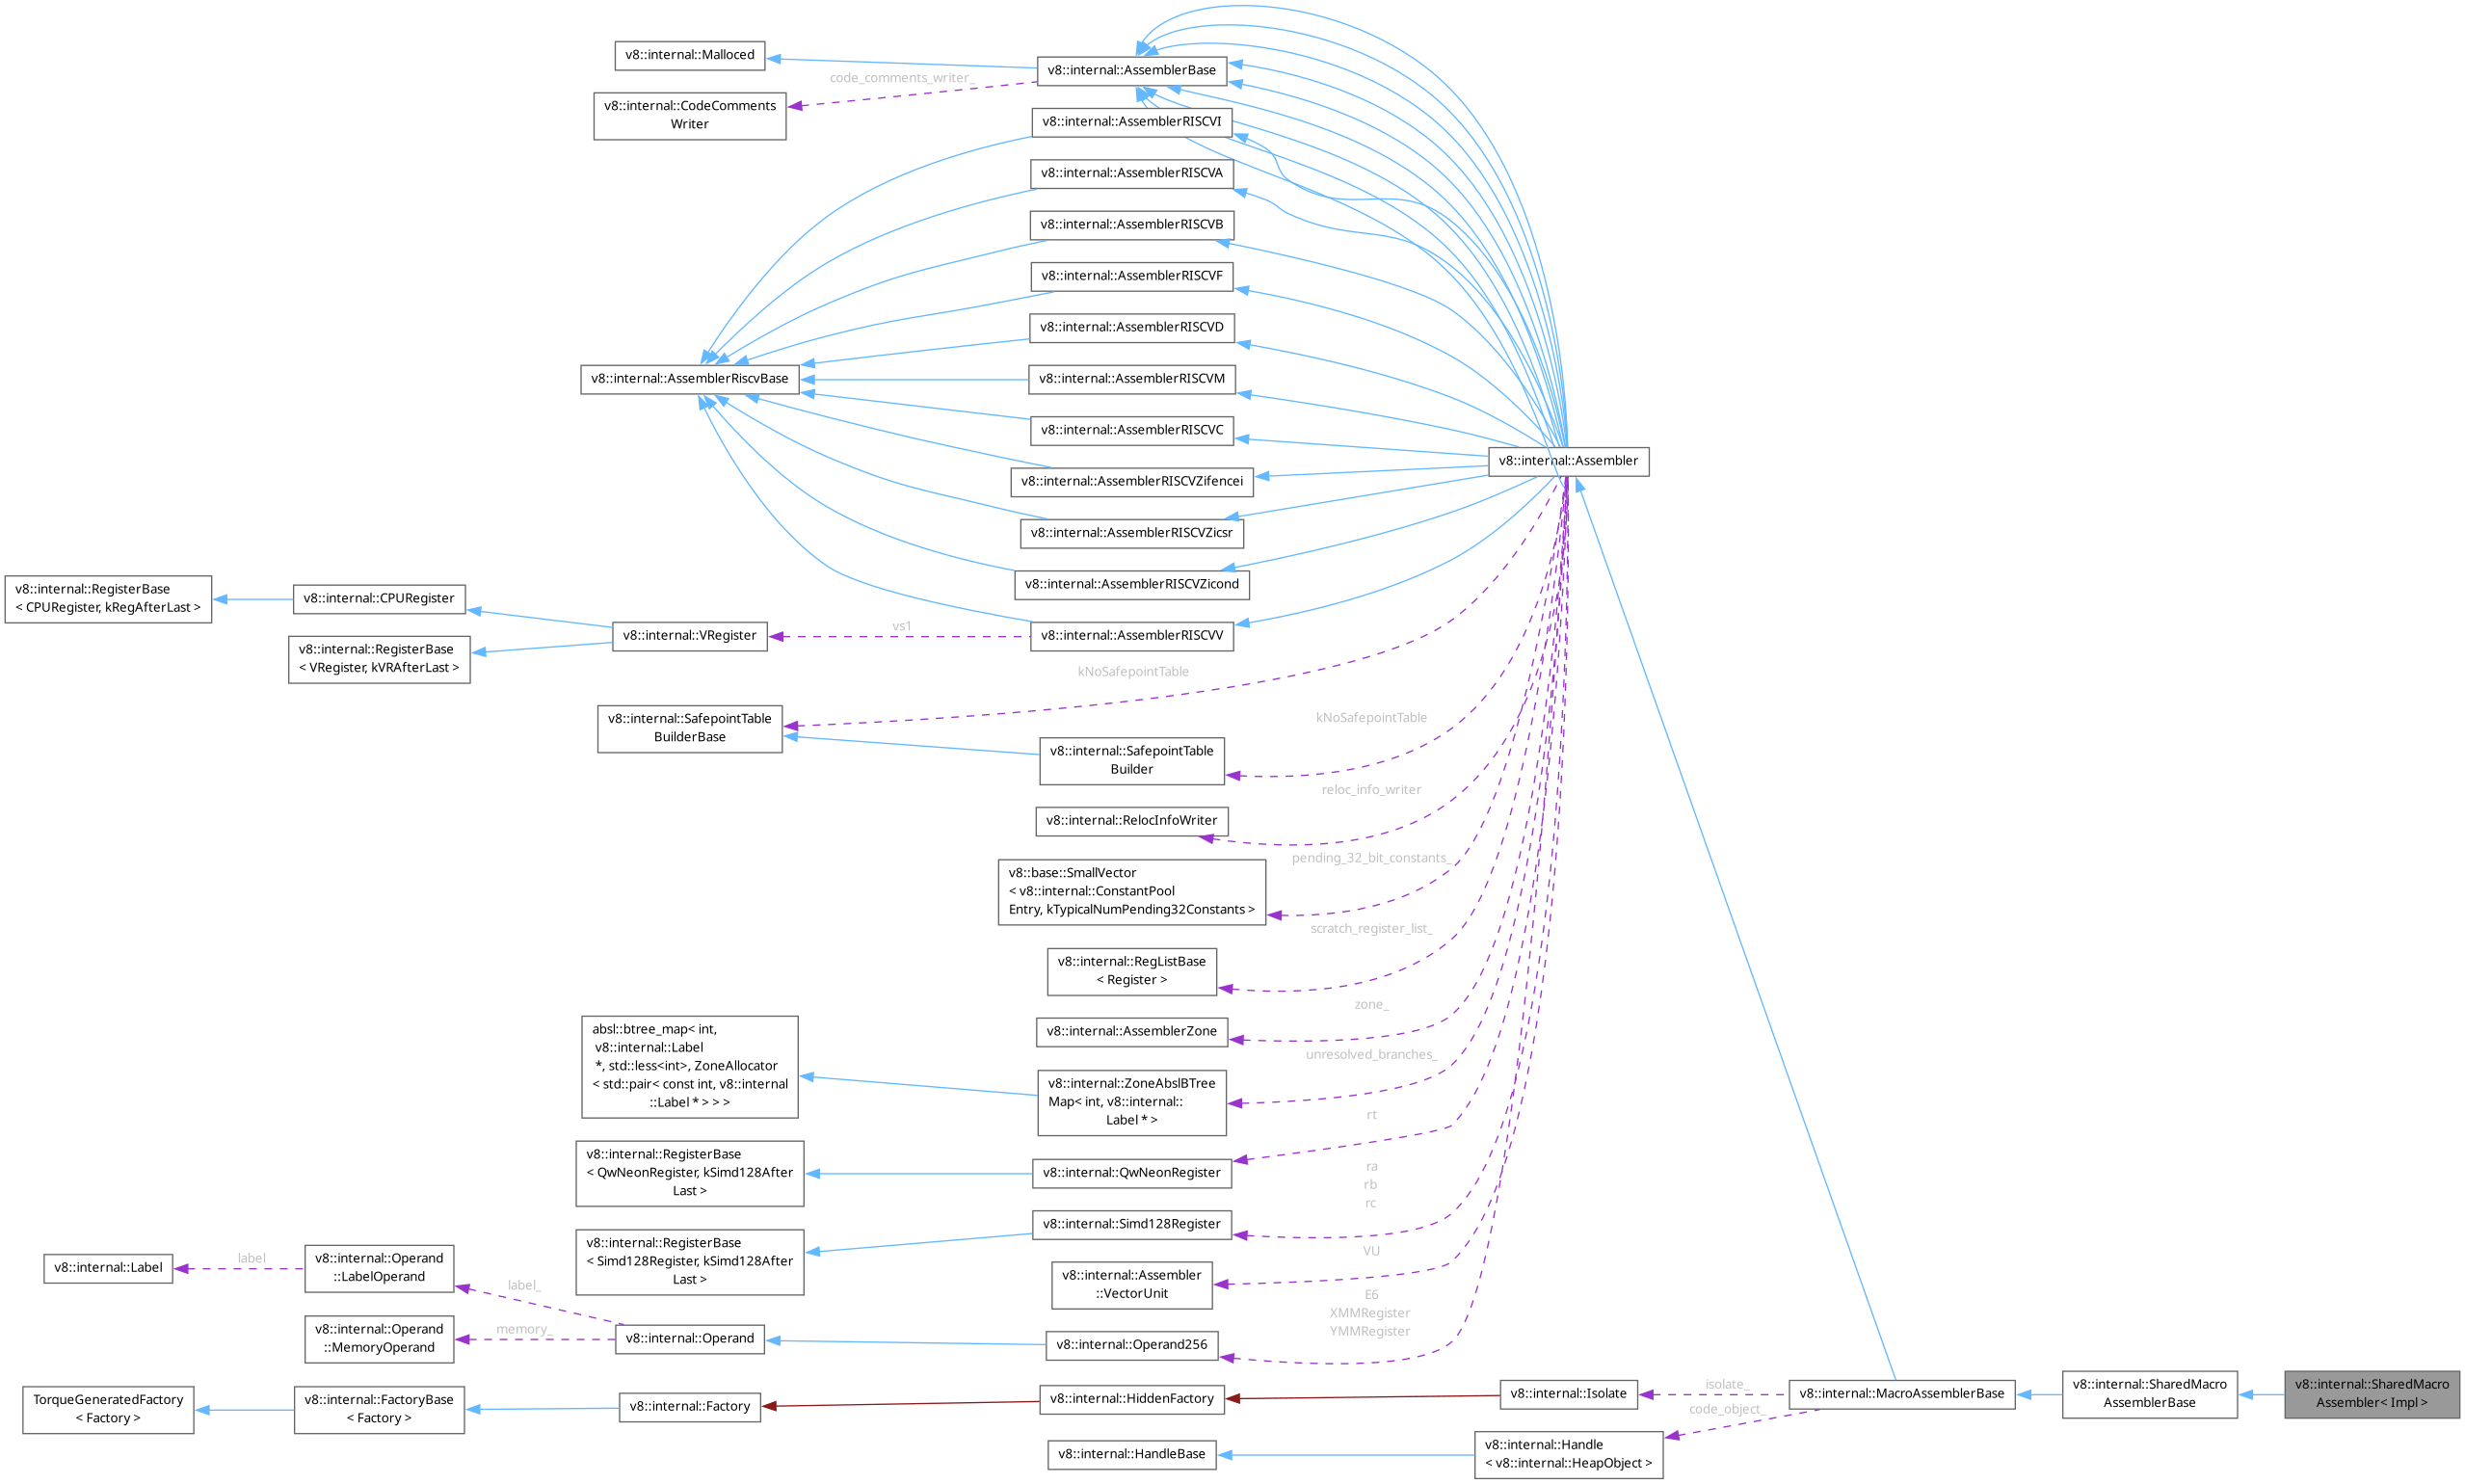 v8::internal::Malloced
v8::internal::CodeComments
Writer
code_comments_writer_
v8::internal::AssemblerBase
v8::internal::AssemblerRISCVI
v8::internal::AssemblerRISCVA
v8::internal::AssemblerRISCVB
v8::internal::AssemblerRISCVF
v8::internal::AssemblerRISCVD
v8::internal::AssemblerRiscvBase
v8::internal::AssemblerRISCVM
v8::internal::AssemblerRISCVC
v8::internal::Assembler
v8::internal::AssemblerRISCVZifencei
v8::internal::AssemblerRISCVZicsr
v8::internal::AssemblerRISCVZicond
v8::internal::RegisterBase
< CPURegister, kRegAfterLast >
v8::internal::CPURegister
v8::internal::RegisterBase
< VRegister, kVRAfterLast >
v8::internal::VRegister
vs1
v8::internal::AssemblerRISCVV
kNoSafepointTable
v8::internal::SafepointTable
BuilderBase
v8::internal::SafepointTable
Builder
kNoSafepointTable
reloc_info_writer
v8::internal::RelocInfoWriter
pending_32_bit_constants_
v8::base::SmallVector
< v8::internal::ConstantPool
Entry, kTypicalNumPending32Constants >
scratch_register_list_
v8::internal::RegListBase
< Register >
zone_
v8::internal::AssemblerZone
absl::btree_map< int,
v8::internal::Label
*, std::less<int>, ZoneAllocator
< std::pair< const int, v8::internal
::Label * > > >
unresolved_branches_
v8::internal::ZoneAbslBTree
Map< int, v8::internal::
Label * >
rt
v8::internal::RegisterBase
< QwNeonRegister, kSimd128After
Last >
v8::internal::QwNeonRegister
ra
rb
rc
v8::internal::Simd128Register
v8::internal::RegisterBase
< Simd128Register, kSimd128After
Last >
VU
v8::internal::Assembler
::VectorUnit
E6
XMMRegister
YMMRegister
v8::internal::Label
label
v8::internal::Operand
::LabelOperand
label_
v8::internal::Operand
::MemoryOperand
memory_
v8::internal::Operand
v8::internal::Operand256
TorqueGeneratedFactory
< Factory >
v8::internal::FactoryBase
< Factory >
v8::internal::Factory
v8::internal::HiddenFactory
v8::internal::Isolate
isolate_
code_object_
v8::internal::MacroAssemblerBase
v8::internal::SharedMacro
AssemblerBase
v8::internal::SharedMacro
Assembler< Impl >
v8::internal::HandleBase
v8::internal::Handle
< v8::internal::HeapObject >